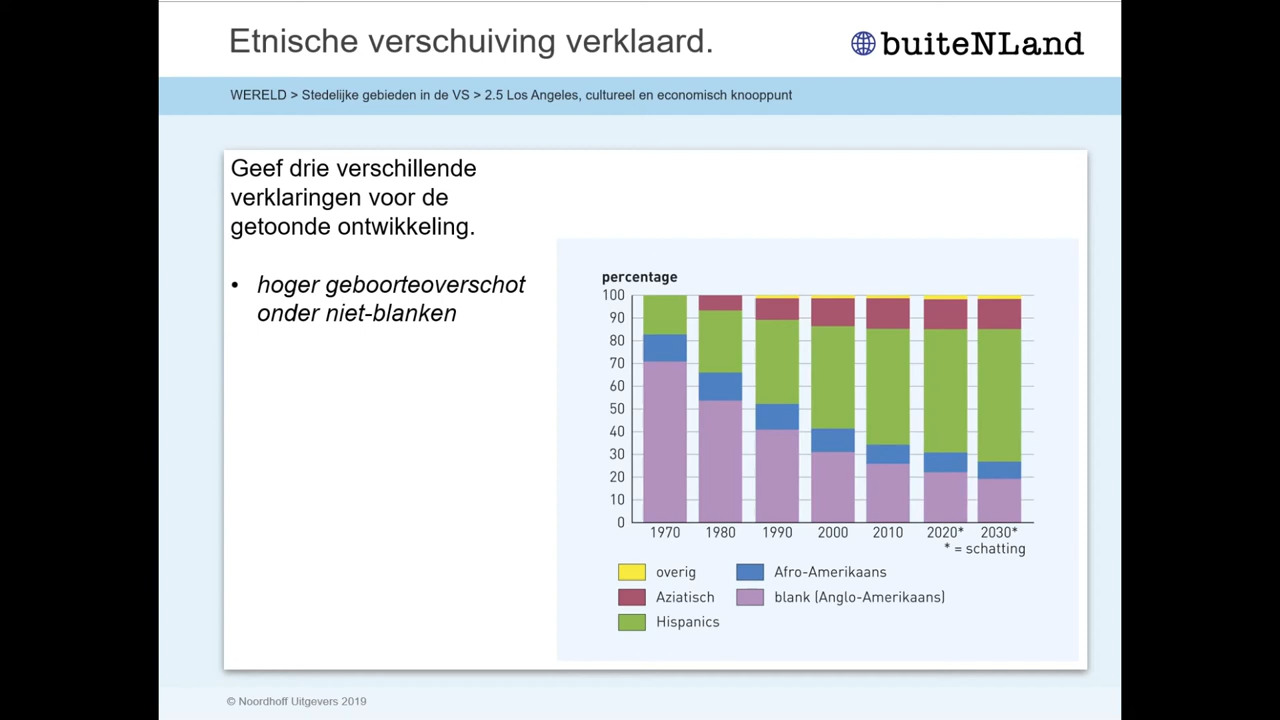 Etnische verschuiving verklaard.
buiteNLand
WERELD > Stedelijke gebieden in de VS > 2.5 Los Angeles, cultureel en economisch knooppunt
Geef drie verschillende
verklaringen voor de
getoonde ontwikkeling.
• hoger geboorteoverschot
onder niet-blanken
percentage
100
90
80
70
60
50
40
30
20
10
0
1970 1980 1990 2000 2010 2020* 2030*
* = schatting
overig Afro-Amerikaans
Aziatisch blank (Anglo-Amerikaans)
Hispanics
© Noordhoff Uitgevers 2019